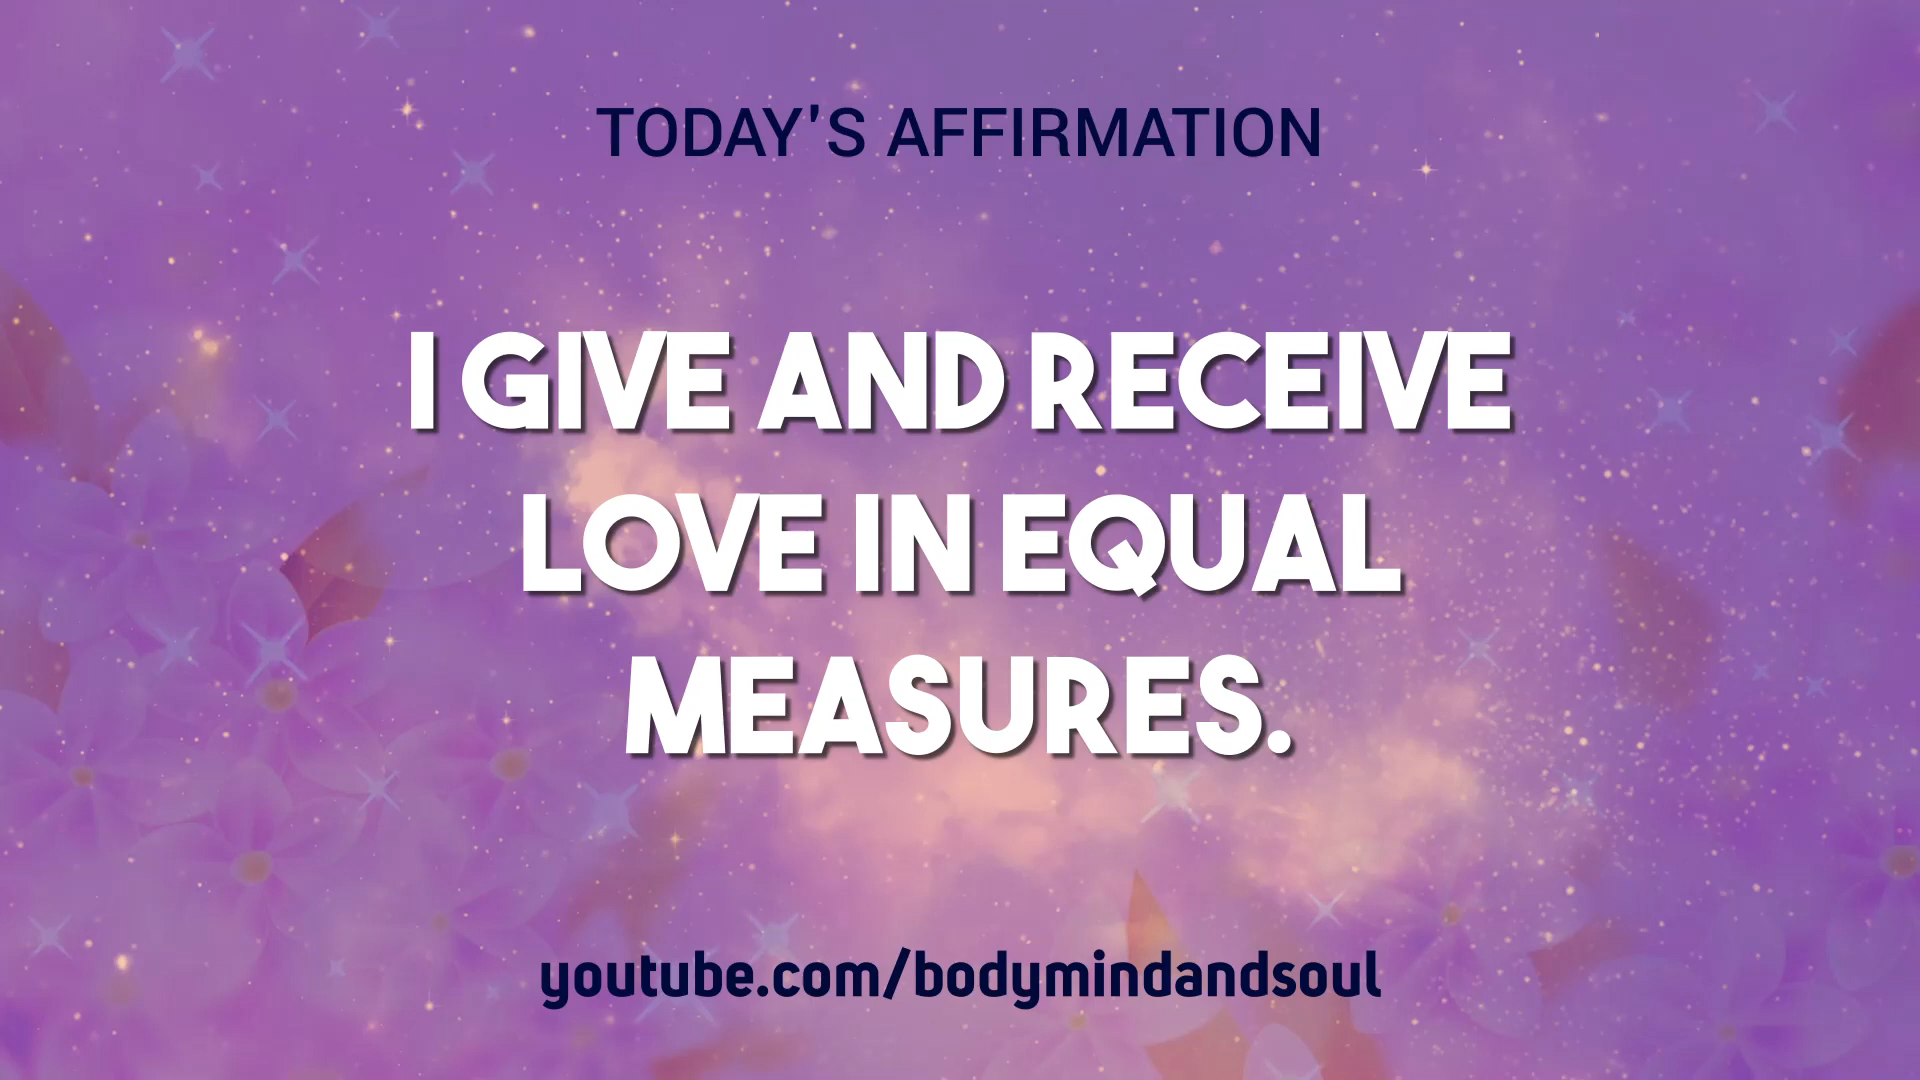 TODAY'S AFFIRMATION
I GIVE AND RECEIVE
LOVE IN EQUAL
MEASURES.
youtube.com/bodymindandsoul